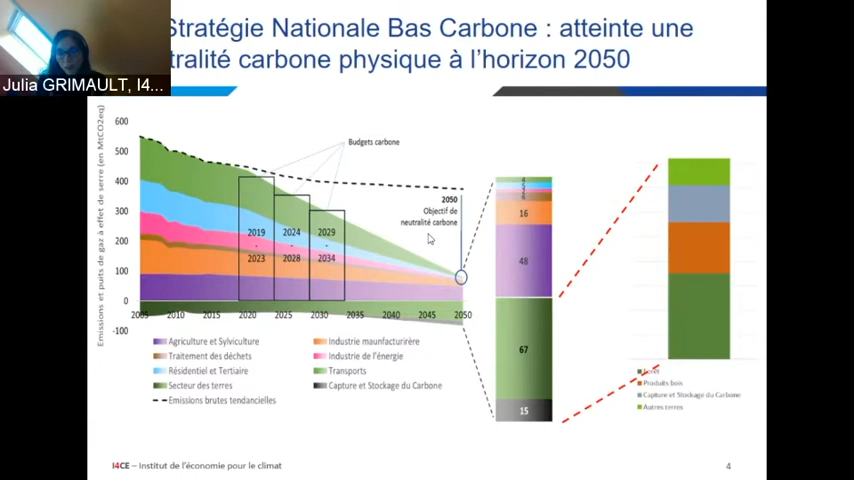 Stratégie Nationale Bas Carbone : atteinte une
tralité carbone physique à l'horizon 2050
Julia GRIMAULT, I4...
Emissions et puits de gaz à effet de serre (en MtCO2eq)
600
500
400
300
200
100
0
-100
2005 2010 2015 2020 2025 2030 2035 2040 2045 2050
Budgets carbone
2019
-
2023
2024
-
2028
2029
-
2034
2050
Objectif de
neutralité carbone
16
48
67
15
Agriculture et Sylviculture
Industrie maunfacturirère
Traitement des déchets
Industrie de l'énergie
Résidentiel et Tertiaire
Transports
Secteur des terres
Capture et Stockage du Carbone
Emissions brutes tendancielles
Forêt
Produits bois
Capture et Stockage du Carbone
Autres terres
I4CE – Institut de l'économie pour le climat
4